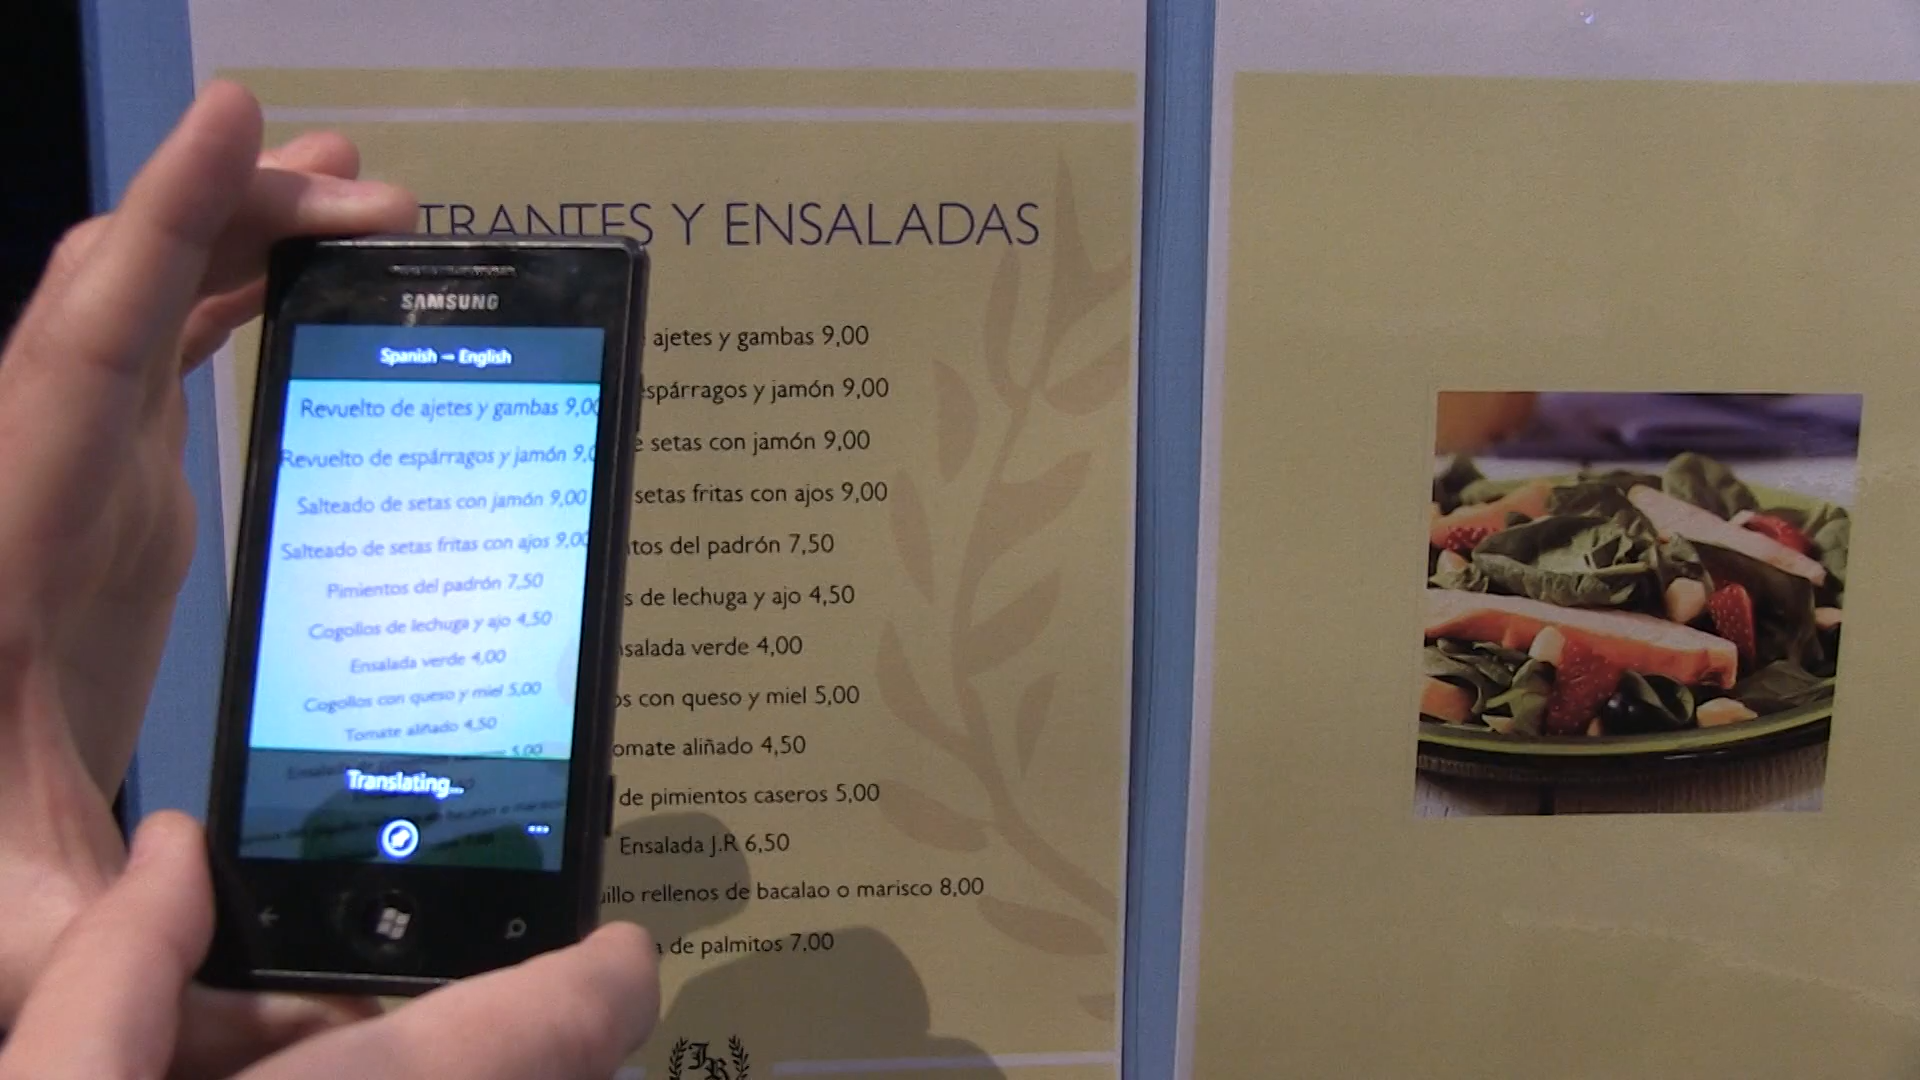 TRANTES Y ENSALADAS
SAMSUNG
Spanish – English
Revuelto de ajetes y gambas 9,00
Revuelto de espárragos y jamón 9,0
Salteado de setas con jamón 9,00
Salteado de setas fritas con ajos 9,00
Pimientos del padrón 7,50
Cogollos de lechuga y ajo 4,50
Ensalada verde 4,00
Cogollos con queso y miel 5,00
Tomate aliñado 4,50
5,00
Translating...
ajetes y gambas 9,00
espárragos y jamón 9,00
setas con jamón 9,00
setas fritas con ajos 9,00
tos del padrón 7,50
s de lechuga y ajo 4,50
nsalada verde 4,00
os con queso y miel 5,00
omate aliñado 4,50
de pimientos caseros 5,00
Ensalada J.R 6,50
illo rellenos de bacalao o marisco 8,00
de palmitos 7,00
JR